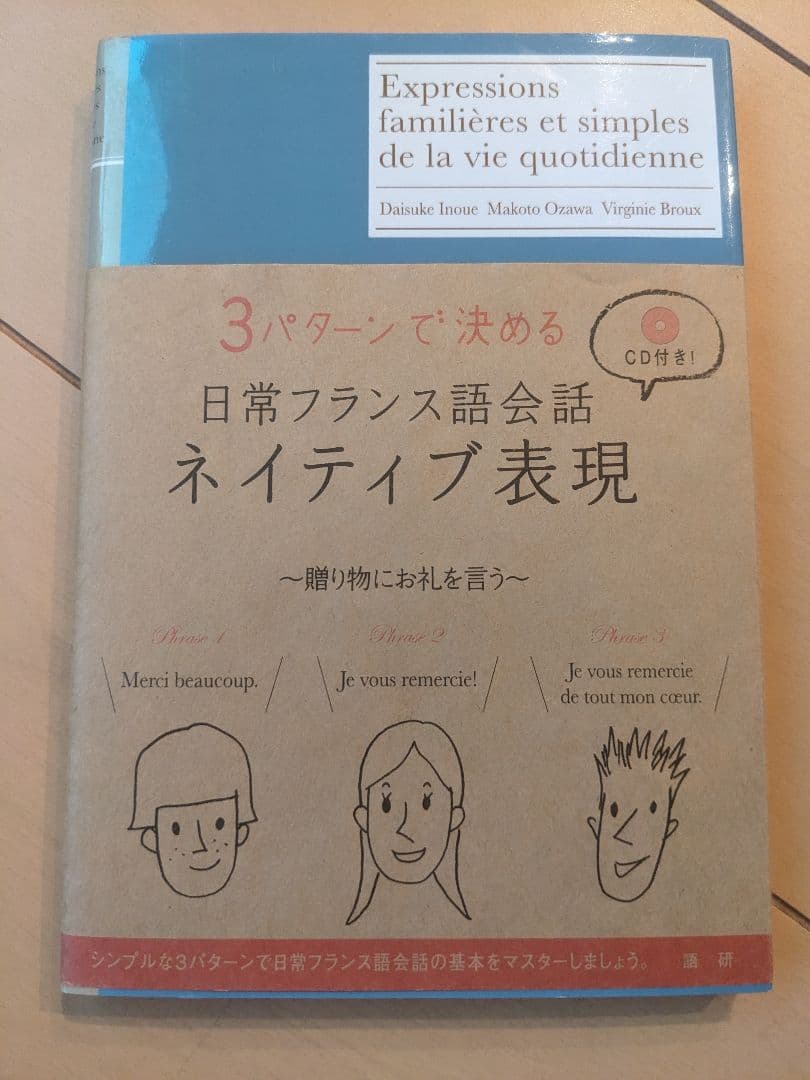 Expressions
familières et simples
de la vie quotidienne
Daisuke Inoue Makoto Ozawa Virginie Broux
3パターンで決める
CD付き!
日常フランス語会話
ネイティブ表現
～贈り物にお礼を言う～
Phrase 1
Merci beaucoup.
Phrase 2
Je vous remercie!
Phrase 3
Je vous remercie
de tout mon cœur.
シンプルな3パターンで日常フランス語会話の基本をマスターしましょう。 語研